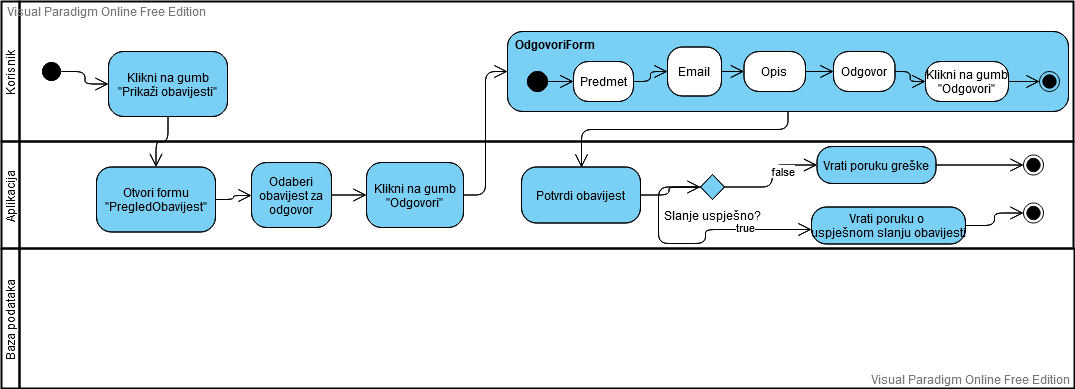 Visual Paradigm Online Free Edition
Korisnik
Klikni na gumb
"Prikaži obavijesti"
OdgovoriForm
Predmet
Email
Opis
Odgovor
Klikni na gumb
"Odgovori"
Aplikacija
Otvori formu
"PregledObavijest"
Odaberi
obavijest za
odgovor
Klikni na gumb
"Odgovori"
Potvrdi obavijest
Slanje uspješno?
false
true
Vrati poruku greške
Vrati poruku o
uspješnom slanju obavijesti
Baza podataka
Visual Paradigm Online Free Edition